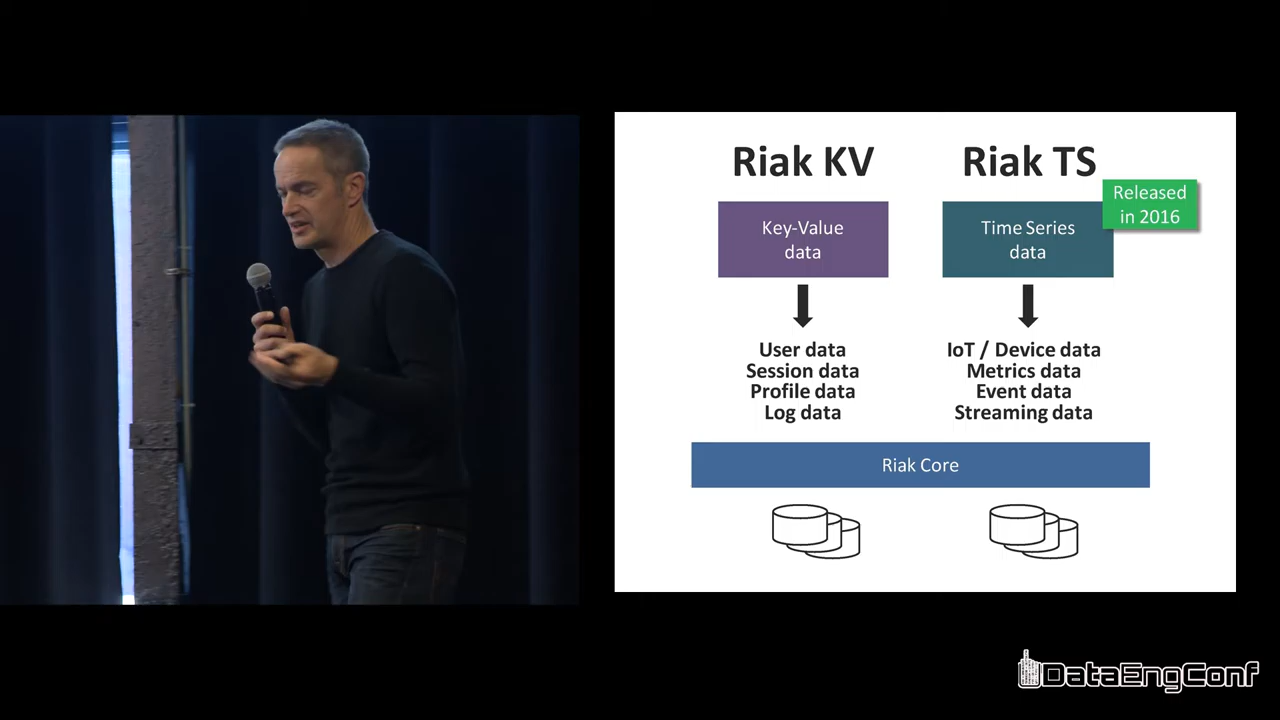 Riak KV
Riak TS
Released
in 2016
Key-Value
data
Time Series
data
User data
Session data
Profile data
Log data
IoT / Device data
Metrics data
Event data
Streaming data
Riak Core
DataEngConf